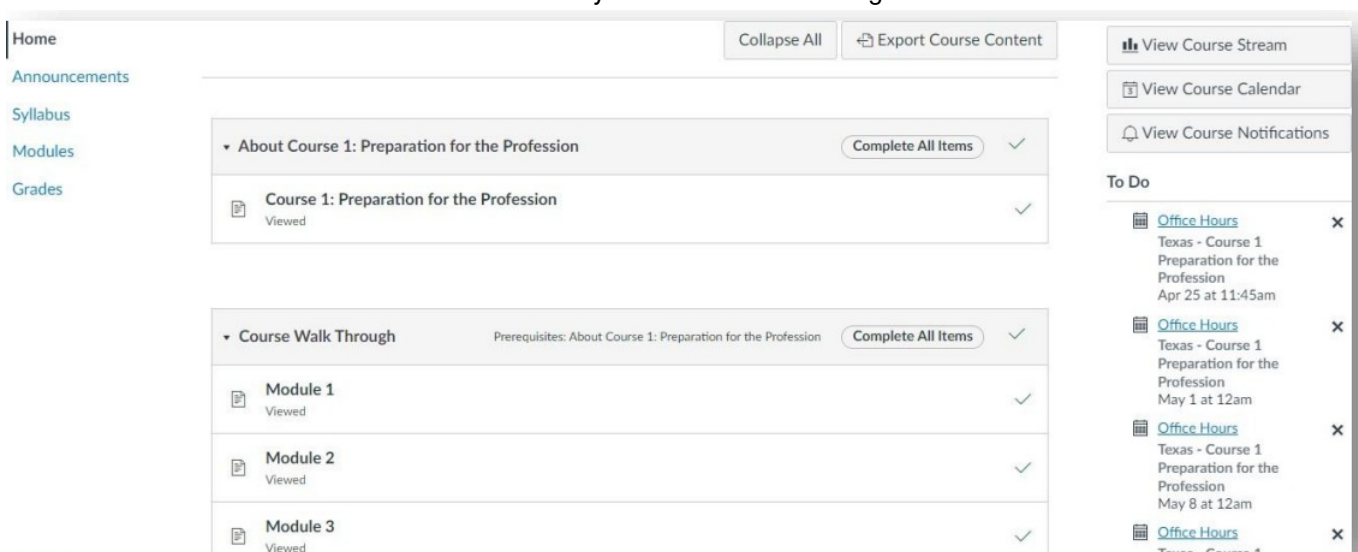 Home
Announcements
Syllabus
Modules
Grades
Collapse All
Export Course Content
About Course 1: Preparation for the Profession
Complete All Items
Course 1: Preparation for the Profession
Viewed
Course Walk Through
Prerequisites: About Course 1: Preparation for the Profession
Complete All Items
Module 1
Viewed
Module 2
Viewed
Module 3
Viewed
View Course Stream
View Course Calendar
View Course Notifications
To Do
Office Hours
Texas - Course 1
Preparation for the
Profession
Apr 25 at 11:45am
Office Hours
Texas - Course 1
Preparation for the
Profession
May 1 at 12am
Office Hours
Texas - Course 1
Preparation for the
Profession
May 8 at 12am
Office Hours
Texas - Course 1